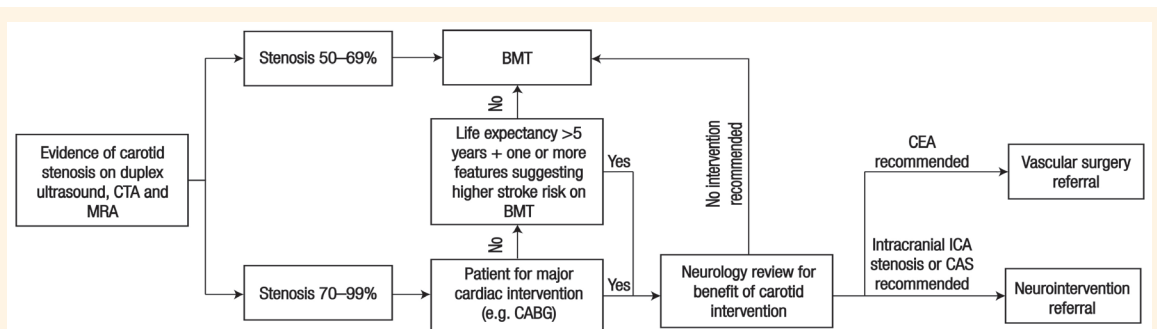 Evidence of carotid
stenosis on duplex
ultrasound, CTA and
MRA
Stenosis 50–69%
BMT
Stenosis 70–99%
Patient for major
cardiac intervention
(e.g. CABG)
No
Life expectancy >5
years + one or more
features suggesting
higher stroke risk on
BMT
No
Yes
Yes
Neurology review for
benefit of carotid
intervention
No intervention
recommended
CEA
recommended
Vascular surgery
referral
Intracranial ICA
stenosis or CAS
recommended
Neurointervention
referral